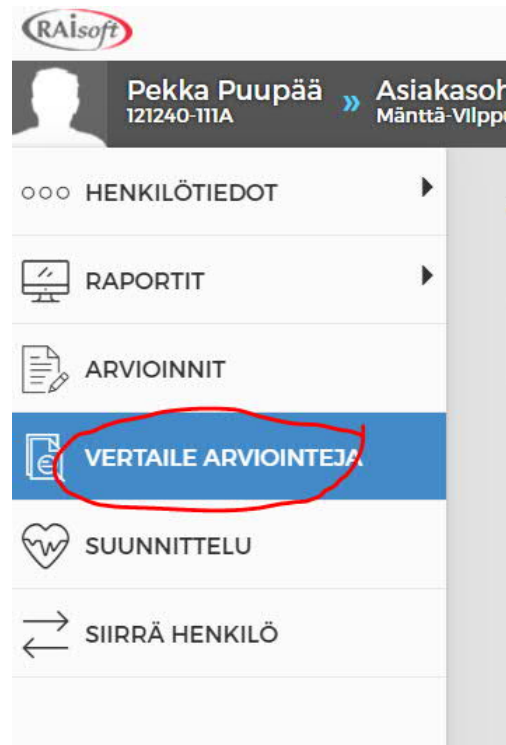 RAIsoft
Pekka Puupää » Asiakasoh
121240-111A Mänttä-Vilppu
HENKILÖTIEDOT
RAPORTIT
ARVIOINNIT
VERTAILE ARVIOINTEJA
SUUNNITTELU
SIIRRÄ HENKILÖ